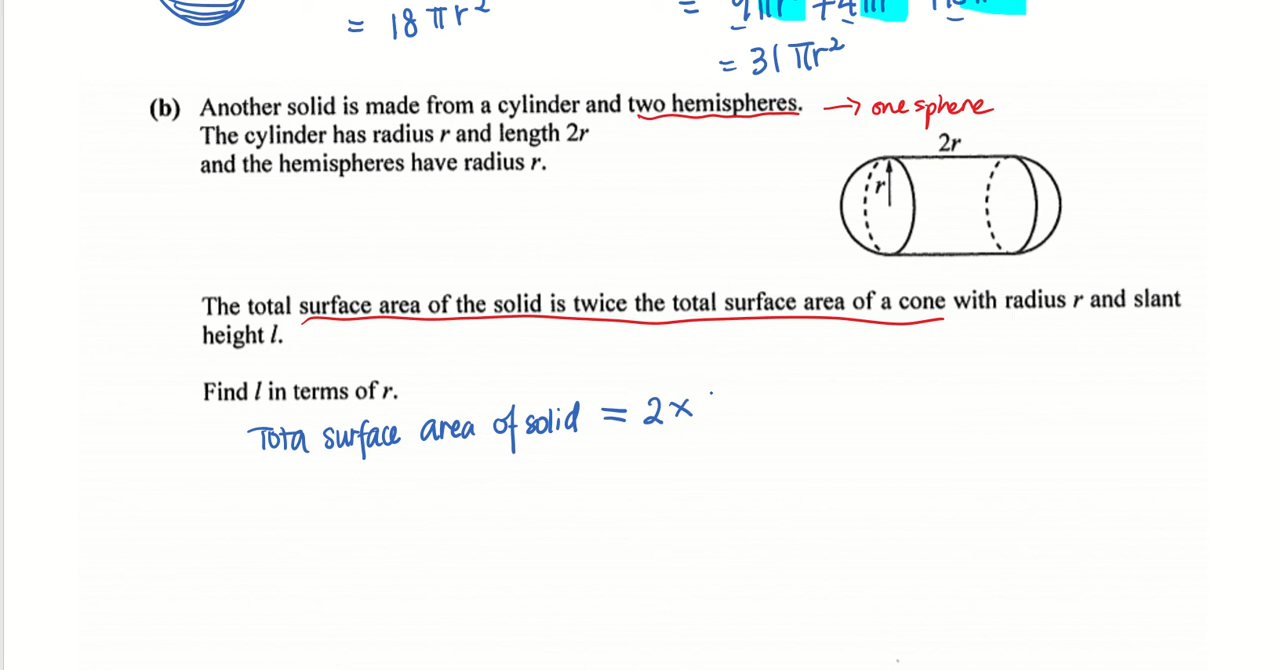 = 18πr²
= 31πr²
(b) Another solid is made from a cylinder and two hemispheres. → one sphere
The cylinder has radius r and length 2r
and the hemispheres have radius r.
2r
r
The total surface area of the solid is twice the total surface area of a cone with radius r and slant
height l.
Find l in terms of r.
Tota surface area of solid = 2×